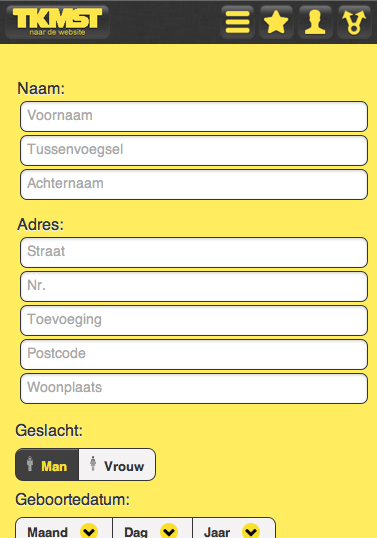 TKMST
naar de website
Naam:
Voornaam
Tussenvoegsel
Achternaam
Adres:
Straat
Nr.
Toevoeging
Postcode
Woonplaats
Geslacht:
Man Vrouw
Geboortedatum:
Maand Dag Jaar